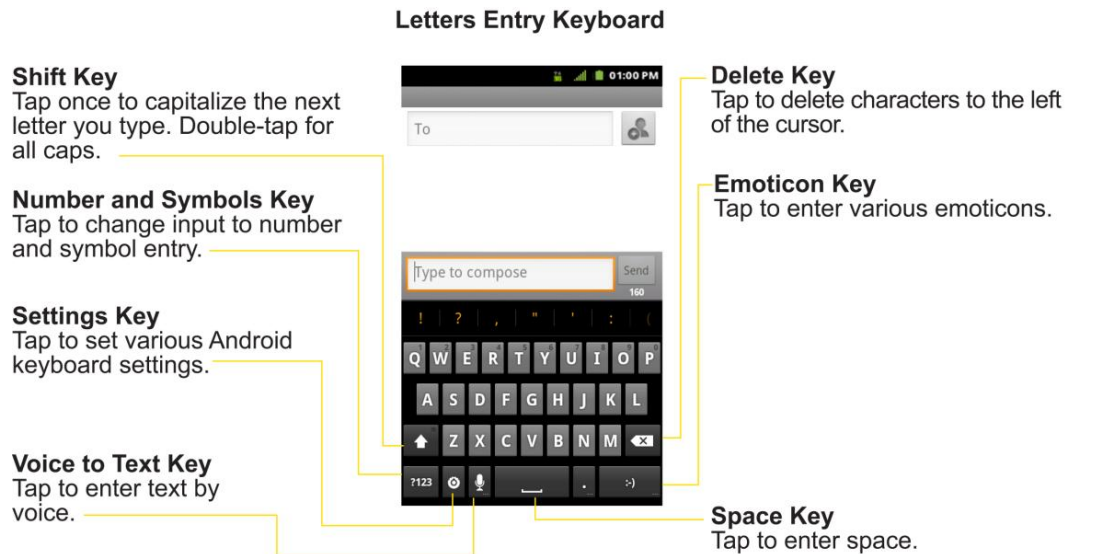 Letters Entry Keyboard
Shift Key
Tap once to capitalize the next
letter you type. Double-tap for
all caps.
Number and Symbols Key
Tap to change input to number
and symbol entry.
Settings Key
Tap to set various Android
keyboard settings.
Voice to Text Key
Tap to enter text by
voice.
01:00 PM
To
Type to compose
Send
160
! ? , " ' : (
Q W E R T Y U I O P
A S D F G H J K L
Z X C V B N M
?123 . :-)
Delete Key
Tap to delete characters to the left
of the cursor.
Emoticon Key
Tap to enter various emoticons.
Space Key
Tap to enter space.